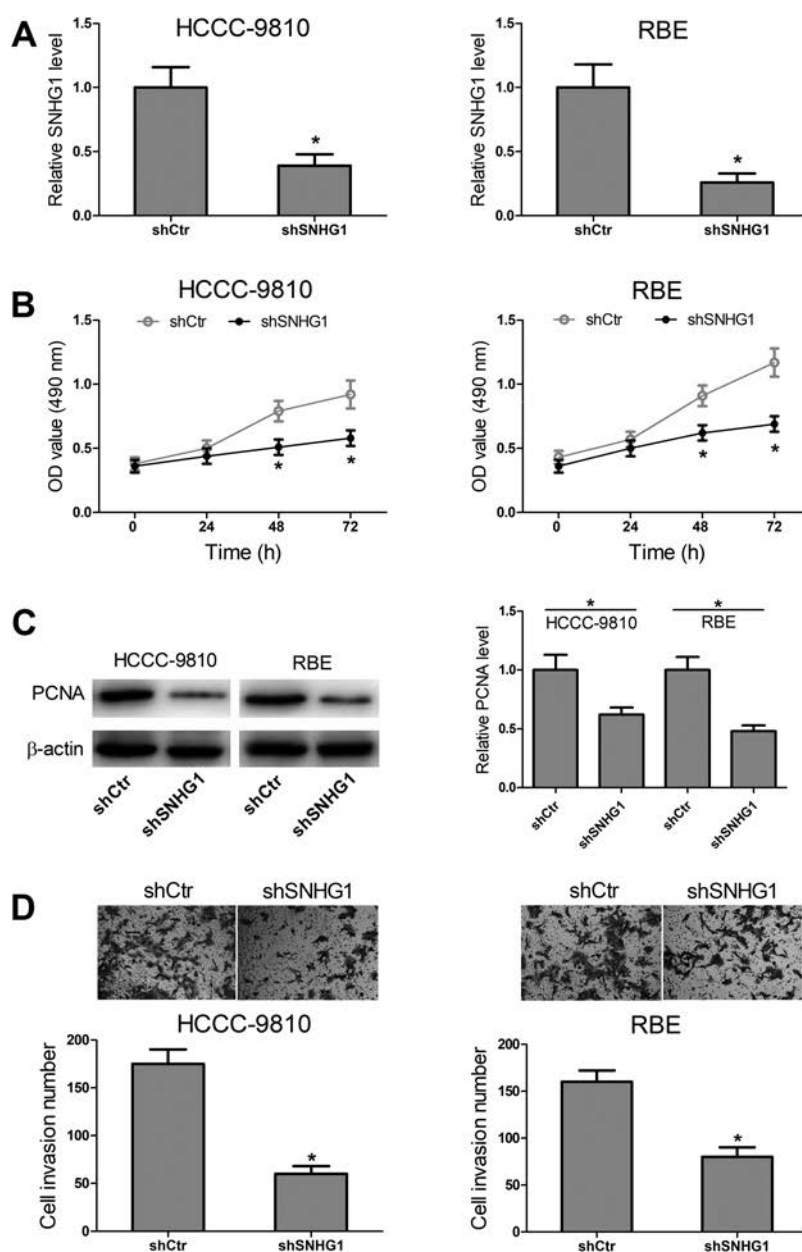 A
HCCC-9810
Relative SNHG1 level
1.5
1.0
0.5
0.0
*
shCtr
shSNHG1
RBE
Relative SNHG1 level
1.5
1.0
0.5
0.0
*
shCtr
shSNHG1
B
HCCC-9810
shCtr
shSNHG1
OD value (490 nm)
1.5
1.0
0.5
0.0
*
*
0
24
48
72
Time (h)
RBE
shCtr
shSNHG1
OD value (490 nm)
1.5
1.0
0.5
0.0
*
*
0
24
48
72
Time (h)
C
HCCC-9810
RBE
PCNA
β-actin
shCtr
shSNHG1
shCtr
shSNHG1
Relative PCNA level
1.5
1.0
0.5
0.0
*
HCCC-9810
*
RBE
shCtr
shSNHG1
shCtr
shSNHG1
D
shCtr
shSNHG1
HCCC-9810
Cell invasion number
200
150
100
50
0
*
shCtr
shSNHG1
shCtr
shSNHG1
RBE
Cell invasion number
200
150
100
50
0
*
shCtr
shSNHG1